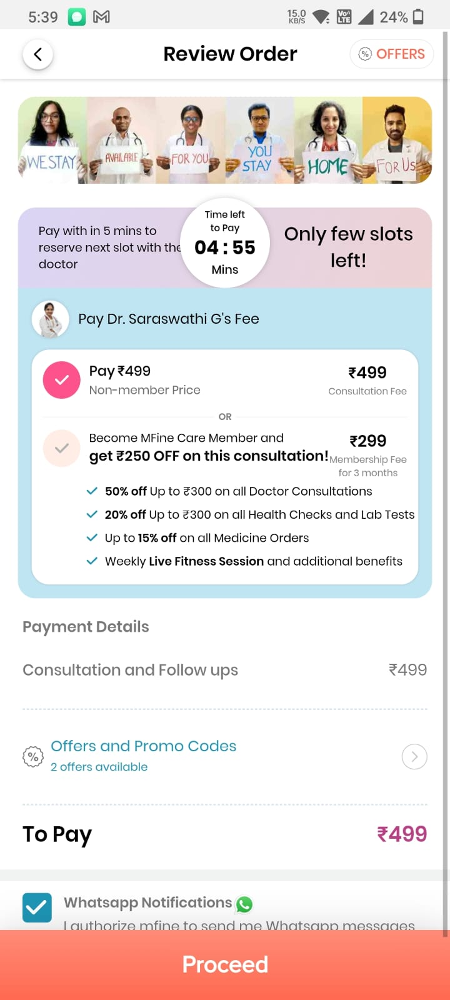 5:39
15.0
KB/S
Vo))
LTE
24%
Review Order
OFFERS
WE STAY
AVAILABLE
FOR YOU
YOU
STAY
HOME
FOR US
Pay with in 5 mins to
reserve next slot with the
doctor
Time left
to Pay
04 : 55
Mins
Only few slots
left!
Pay Dr. Saraswathi G's Fee
Pay ₹499
Non-member Price
₹499
Consultation Fee
OR
Become MFine Care Member and
get ₹250 OFF on this consultation!
₹299
Membership Fee
for 3 months
50% off Up to ₹300 on all Doctor Consultations
20% off Up to ₹300 on all Health Checks and Lab Tests
Up to 15% off on all Medicine Orders
Weekly Live Fitness Session and additional benefits
Payment Details
Consultation and Follow ups
₹499
Offers and Promo Codes
2 offers available
To Pay
₹499
Whatsapp Notifications
I authorize mfine to send me Whatsapp messages
Proceed